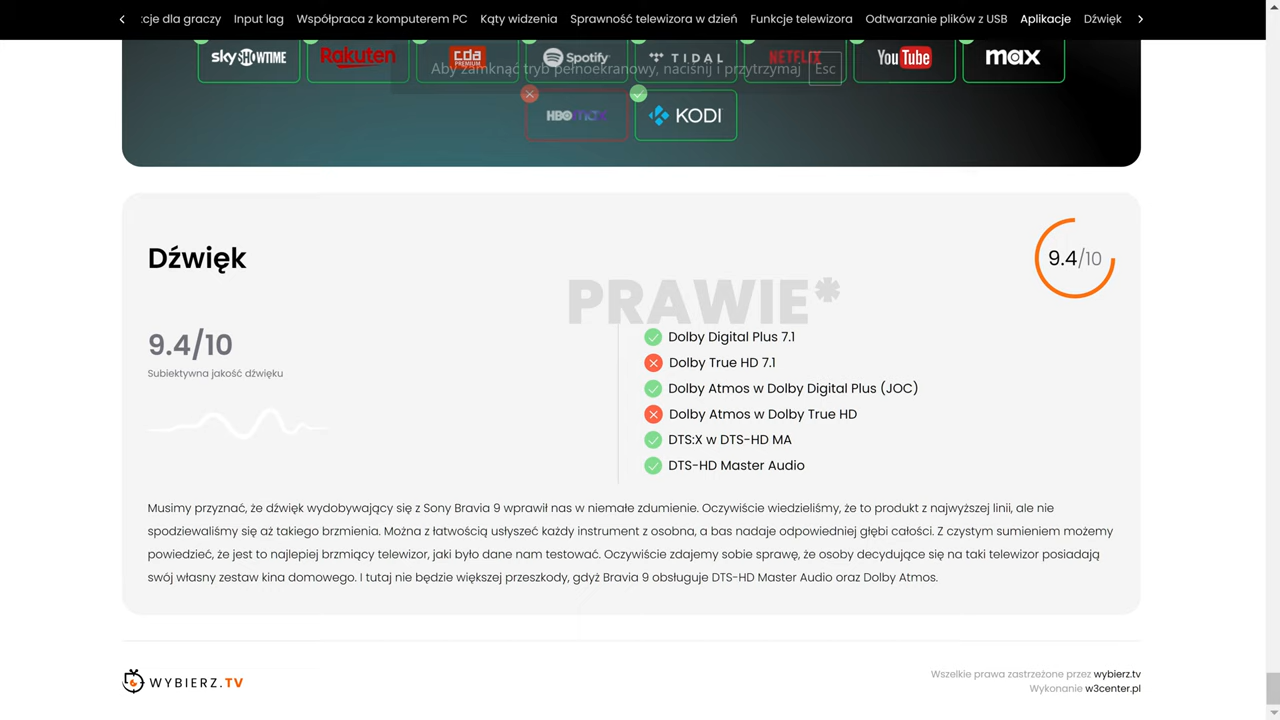 cje dla graczy Input lag Współpraca z komputerem PC Kąty widzenia Sprawność telewizora w dzień Funkcje telewizora Odtwarzanie plików z USB Aplikacje Dźwięk
sky SHOWTIME Rakuten cda PREMIUM Spotify TIDAL NETFLIX YouTube max
Aby zamknąć tryb pełnoekranowy, naciśnij i przytrzymaj Esc
HBO max KODI
Dźwięk
9.4/10
PRAWIE*
9.4/10
Subiektywna jakość dźwięku
Dolby Digital Plus 7.1
Dolby True HD 7.1
Dolby Atmos w Dolby Digital Plus (JOC)
Dolby Atmos w Dolby True HD
DTS:X w DTS-HD MA
DTS-HD Master Audio
Musimy przyznać, że dźwięk wydobywający się z Sony Bravia 9 wprawił nas w niemałe zdumienie. Oczywiście wiedzieliśmy, że to produkt z najwyższej linii, ale nie
spodziewaliśmy się aż takiego brzmienia. Można z łatwością usłyszeć każdy instrument z osobna, a bas nadaje odpowiedniej głębi całości. Z czystym sumieniem możemy
powiedzieć, że jest to najlepiej brzmiący telewizor, jaki było dane nam testować. Oczywiście zdajemy sobie sprawę, że osoby decydujące się na taki telewizor posiadają
swój własny zestaw kina domowego. I tutaj nie będzie większej przeszkody, gdyż Bravia 9 obsługuje DTS-HD Master Audio oraz Dolby Atmos.
WYBIERZ.TV
Wszelkie prawa zastrzeżone przez wybierz.tv
Wykonanie w3center.pl